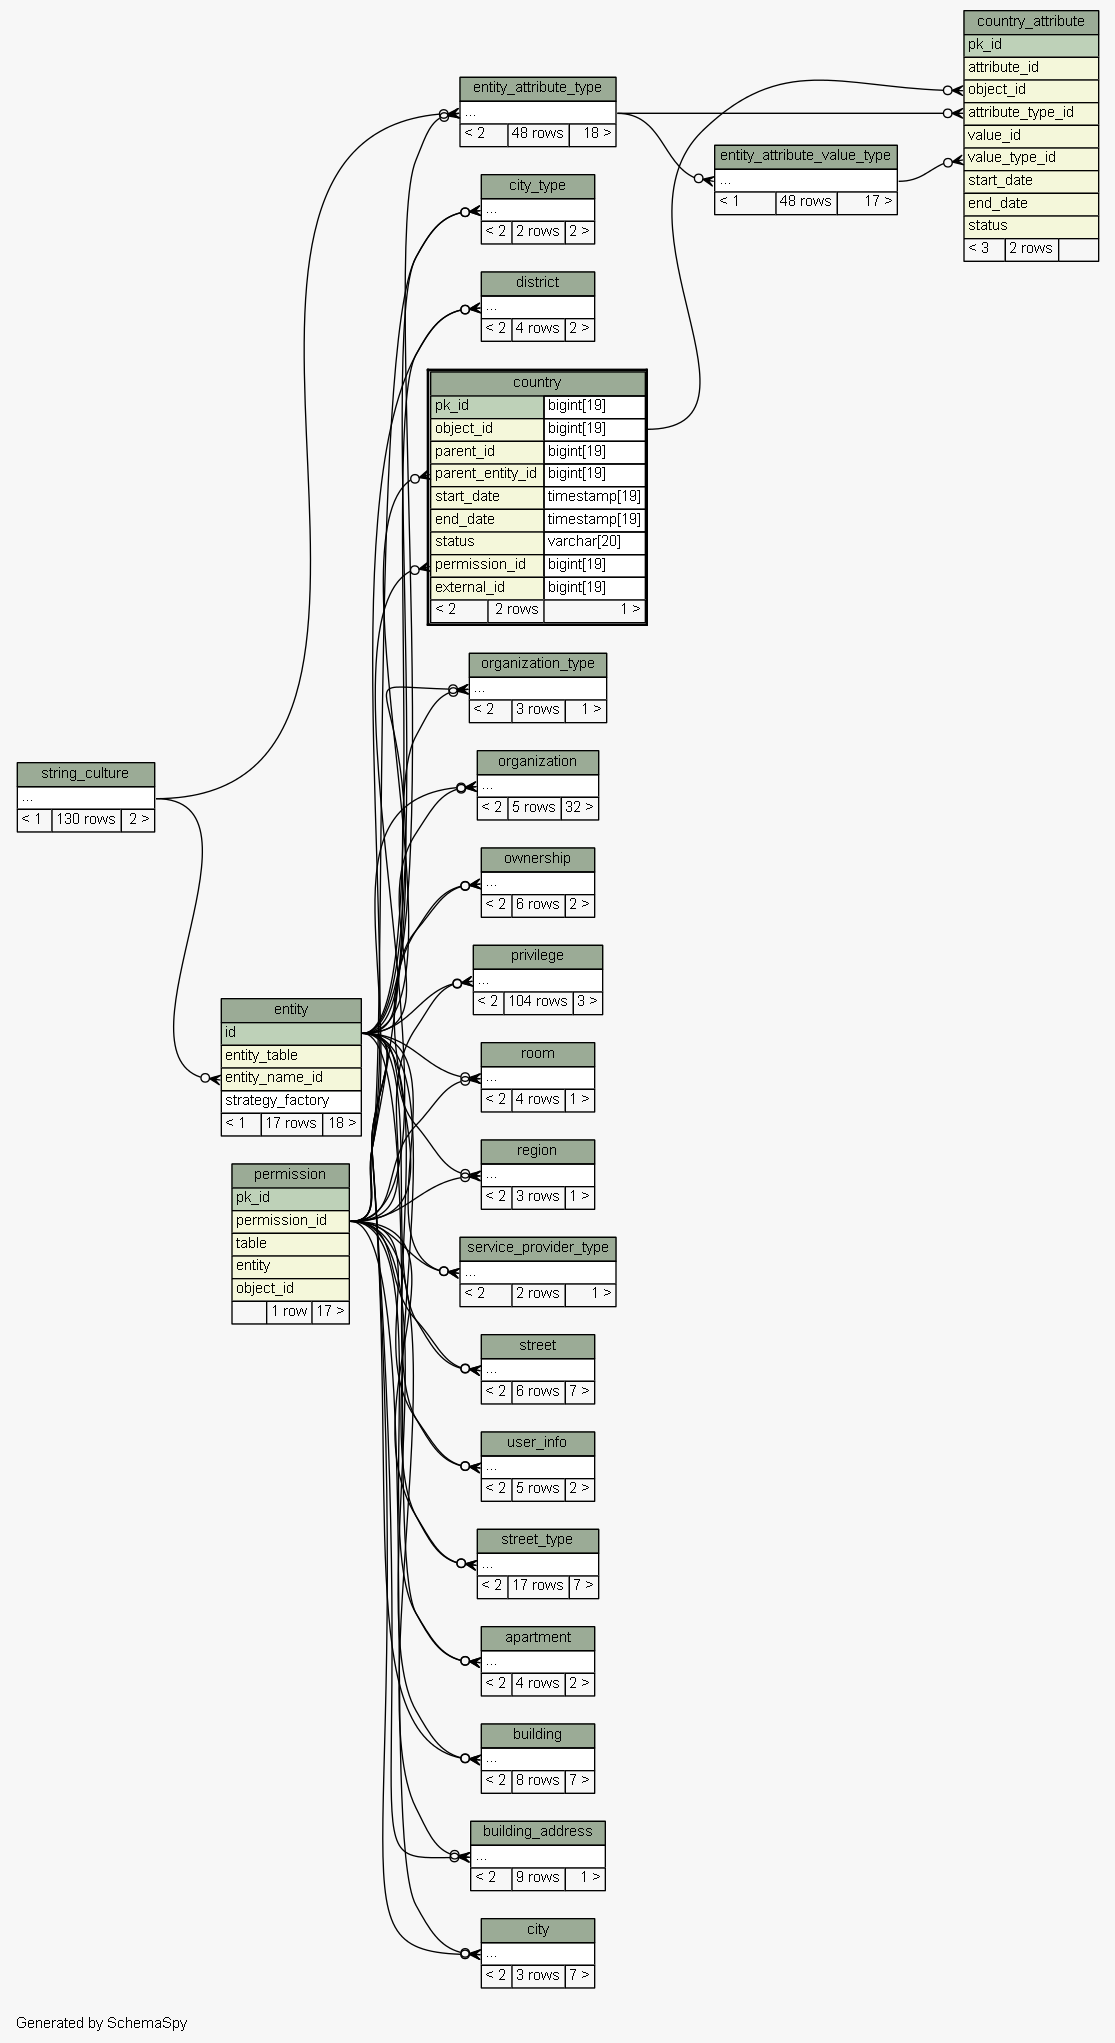 country_attribute
pk_id
attribute_id
object_id
attribute_type_id
value_id
value_type_id
start_date
end_date
status
< 3 2 rows
entity_attribute_type
...
< 2 48 rows 18 >
entity_attribute_value_type
...
< 1 48 rows 17 >
city_type
...
< 2 2 rows 2 >
district
...
< 2 4 rows 2 >
country
pk_id bigint[19]
object_id bigint[19]
parent_id bigint[19]
parent_entity_id bigint[19]
start_date timestamp[19]
end_date timestamp[19]
status varchar[20]
permission_id bigint[19]
external_id bigint[19]
< 2 2 rows 1 >
organization_type
...
< 2 3 rows 1 >
organization
...
< 2 5 rows 32 >
string_culture
...
< 1 130 rows 2 >
ownership
...
< 2 6 rows 2 >
privilege
...
< 2 104 rows 3 >
entity
id
entity_table
entity_name_id
strategy_factory
< 1 17 rows 18 >
room
...
< 2 4 rows 1 >
region
...
< 2 3 rows 1 >
permission
pk_id
permission_id
table
entity
object_id
1 row 17 >
service_provider_type
...
< 2 2 rows 1 >
street
...
< 2 6 rows 7 >
user_info
...
< 2 5 rows 2 >
street_type
...
< 2 17 rows 7 >
apartment
...
< 2 4 rows 2 >
building
...
< 2 8 rows 7 >
building_address
...
< 2 9 rows 1 >
city
...
< 2 3 rows 7 >
Generated by SchemaSpy